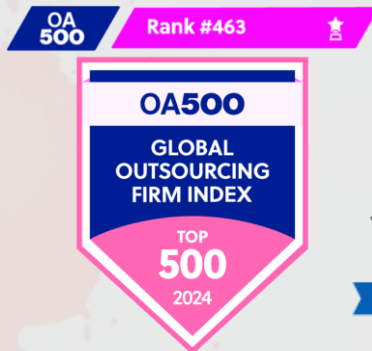 OA
500
Rank #463
OA500
GLOBAL
OUTSOURCING
FIRM INDEX
TOP
500
2024